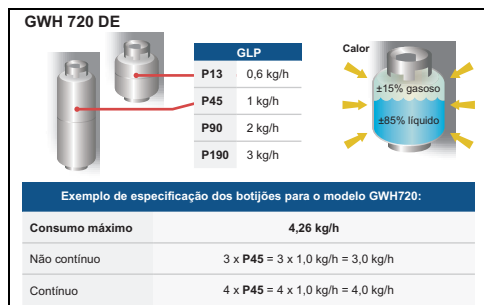 GWH 720 DE
GLP
P13 0,6 kg/h
P45 1 kg/h
P90 2 kg/h
P190 3 kg/h
Calor
±15% gasoso
±85% líquido
Exemplo de especificação dos botijões para o modelo GWH720:
Consumo máximo 4,26 kg/h
Não contínuo 3 x P45 = 3 x 1,0 kg/h = 3,0 kg/h
Contínuo 4 x P45 = 4 x 1,0 kg/h = 4,0 kg/h